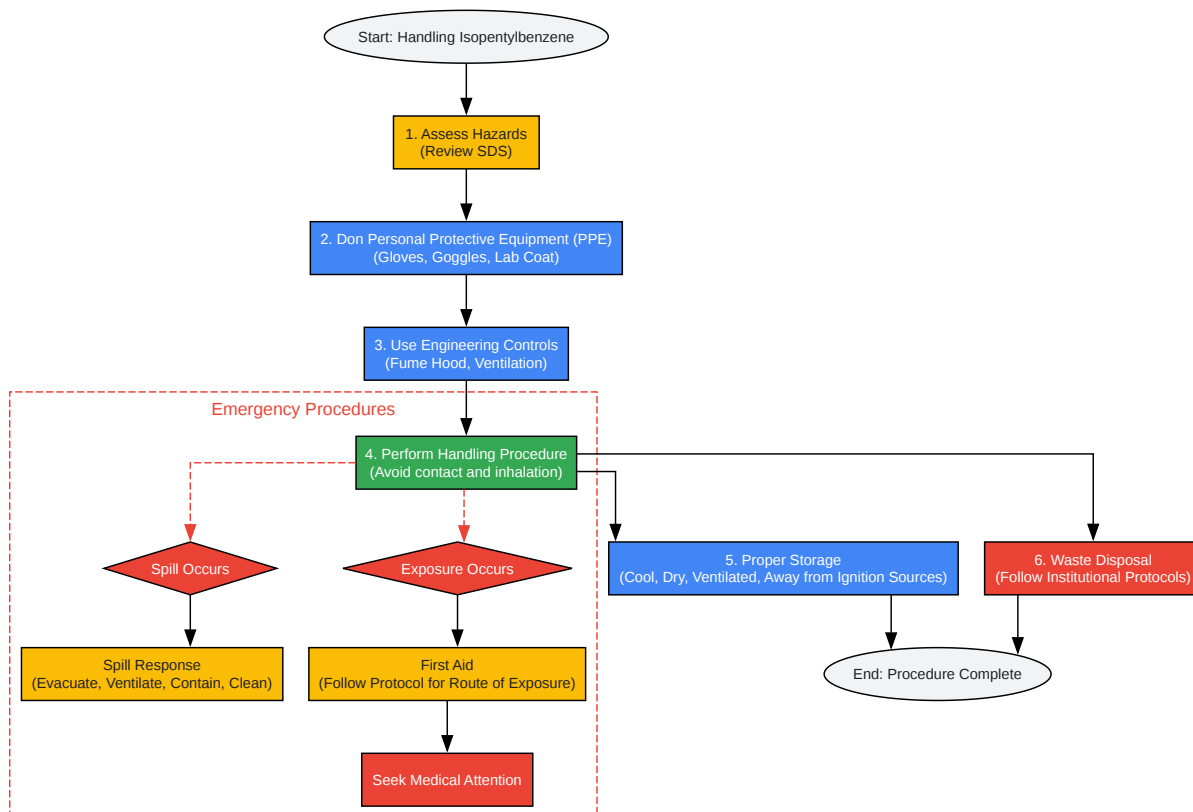 Start: Handling Isopentylbenzene
1. Assess Hazards
(Review SDS)
2. Don Personal Protective Equipment (PPE)
(Gloves, Goggles, Lab Coat)
3. Use Engineering Controls
(Fume Hood, Ventilation)
Emergency Procedures
4. Perform Handling Procedure
(Avoid contact and inhalation)
Spill Occurs
Exposure Occurs
5. Proper Storage
(Cool, Dry, Ventilated, Away from Ignition Sources)
6. Waste Disposal
(Follow Institutional Protocols)
Spill Response
(Evacuate, Ventilate, Contain, Clean)
First Aid
(Follow Protocol for Route of Exposure)
End: Procedure Complete
Seek Medical Attention